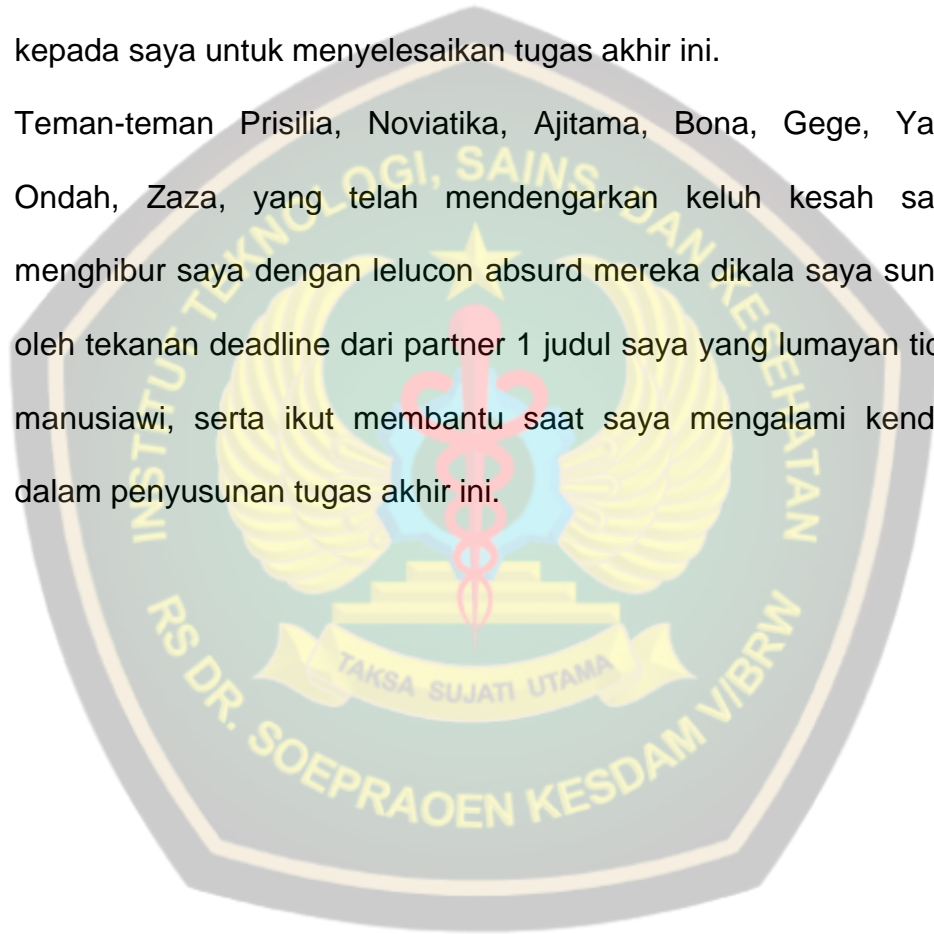 kepada saya untuk menyelesaikan tugas akhir ini.
Teman-teman Prisilia, Noviatika, Ajitama, Bona, Gege,
Ondah, Zaza, yang telah mendengarkan keluh kesah
menghibur saya dengan lelucon absurd mereka dikala saya
oleh tekanan deadline dari partner 1 judul saya yang lumayan
manusiawi, serta ikut membantu saat saya mengalami
dalam penyusunan tugas akhir ini.
INSTITUT TEKNOLOGI, SAINS, DAN KESEHATAN
TAKSA SUJATI UTAMA
RS DR. SOEPRAOEN KESDAM V/BRW